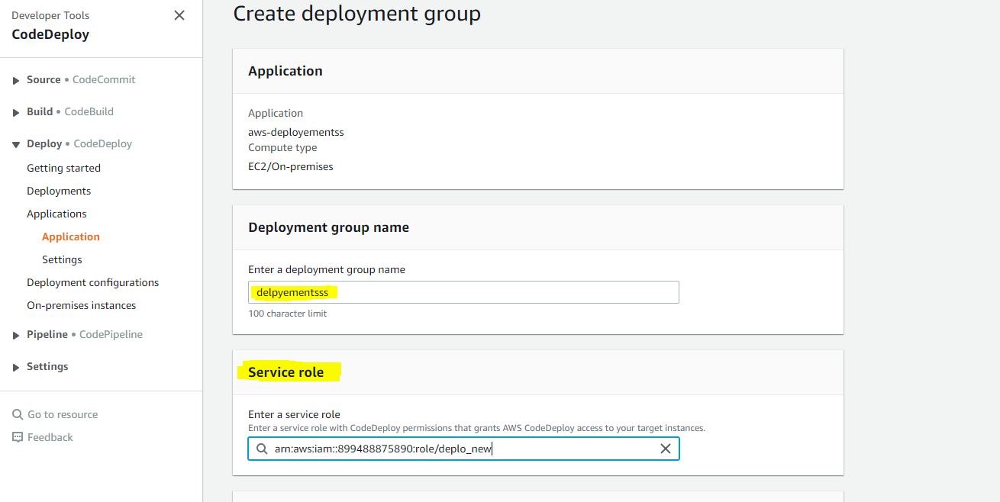 Developer Tools
CodeDeploy
Source • CodeCommit
Build • CodeBuild
Deploy • CodeDeploy
Getting started
Deployments
Applications
Application
Settings
Deployment configurations
On-premises instances
Pipeline • CodePipeline
Settings
Go to resource
Feedback
Create deployment group
Application
Application
aws-deployementss
Compute type
EC2/On-premises
Deployment group name
Enter a deployment group name
delpyementsss
100 character limit
Service role
Enter a service role
Enter a service role with CodeDeploy permissions that grants AWS CodeDeploy access to your target instances.
arn:aws:iam::899488875890:role/deplo_new